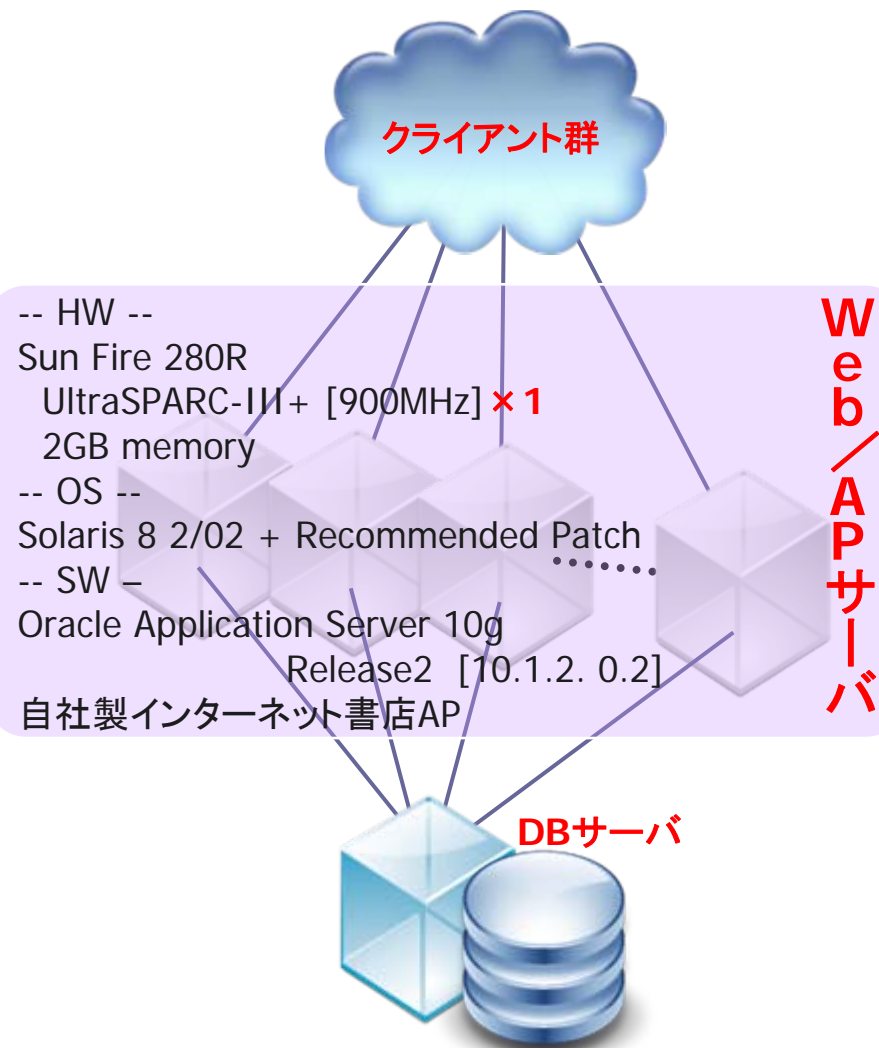 クライアント群
-- HW --
Sun Fire 280R
UltraSPARC-III+ [900MHz] ×1
2GB memory
-- OS --
Solaris 8 2/02 + Recommended Patch
-- SW –
Oracle Application Server 10g
Release2 [10.1.2. 0.2]
自社製インターネット書店AP
Web／APサーバ
DBサーバ